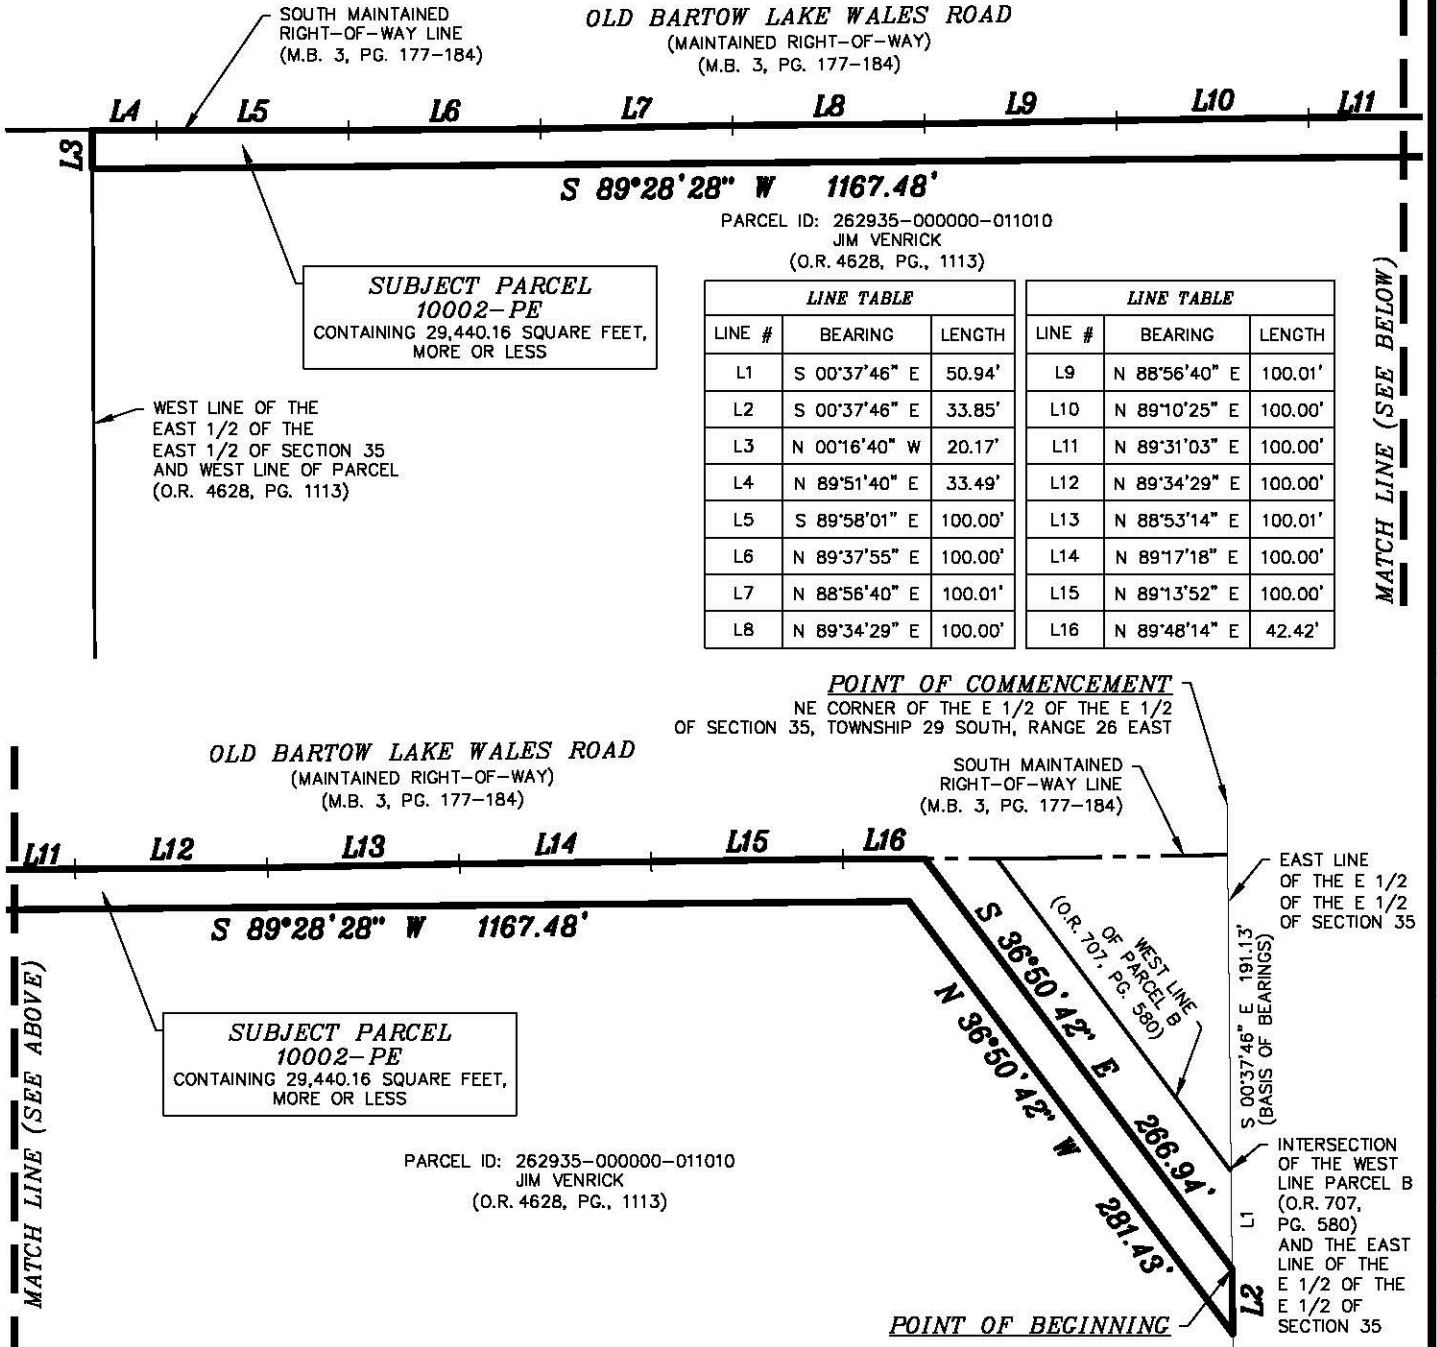 SOUTH MAINTAINED
RIGHT-OF-WAY LINE
(M.B. 3, PG. 177-184)
OLD BARTOW LAKE WALES ROAD
(MAINTAINED RIGHT-OF-WAY)
(M.B. 3, PG. 177-184)
L4 L5 L6 L7 L8 L9 L10 L11
L3
S 89°28'28" W 1167.48'
PARCEL ID: 262935-000000-011010
JIM VENRICK
(O.R. 4628, PG., 1113)
SUBJECT PARCEL
10002-PE
CONTAINING 29,440.16 SQUARE FEET,
MORE OR LESS
WEST LINE OF THE
EAST 1/2 OF THE
EAST 1/2 OF SECTION 35
AND WEST LINE OF PARCEL
(O.R. 4628, PG. 1113)
LINE TABLE
LINE # BEARING LENGTH
L1 S 00°37'46" E 50.94'
L2 S 00°37'46" E 33.85'
L3 N 00°16'40" W 20.17'
L4 N 89°51'40" E 33.49'
L5 S 89°58'01" E 100.00'
L6 N 89°37'55" E 100.00'
L7 N 88°56'40" E 100.01'
L8 N 89°34'29" E 100.00'
LINE TABLE
LINE # BEARING LENGTH
L9 N 88°56'40" E 100.01'
L10 N 89°10'25" E 100.00'
L11 N 89°31'03" E 100.00'
L12 N 89°34'29" E 100.00'
L13 N 88°53'14" E 100.01'
L14 N 89°17'18" E 100.00'
L15 N 89°13'52" E 100.00'
L16 N 89°48'14" E 42.42'
MATCH LINE (SEE BELOW)
POINT OF COMMENCEMENT
NE CORNER OF THE E 1/2 OF THE E 1/2
OF SECTION 35, TOWNSHIP 29 SOUTH, RANGE 26 EAST
OLD BARTOW LAKE WALES ROAD
(MAINTAINED RIGHT-OF-WAY)
(M.B. 3, PG. 177-184)
SOUTH MAINTAINED
RIGHT-OF-WAY LINE
(M.B. 3, PG. 177-184)
L11 L12 L13 L14 L15 L16
S 89°28'28" W 1167.48'
EAST LINE
OF THE E 1/2
OF THE E 1/2
OF SECTION 35
WEST LINE
OF PARCEL B
(O.R. 707, PG. 580)
S 36°50'42" E 266.94'
N 36°50'42" W 281.43'
S 00°37'46" E 191.13'
(BASIS OF BEARINGS)
MATCH LINE (SEE ABOVE)
SUBJECT PARCEL
10002-PE
CONTAINING 29,440.16 SQUARE FEET,
MORE OR LESS
PARCEL ID: 262935-000000-011010
JIM VENRICK
(O.R. 4628, PG., 1113)
INTERSECTION
OF THE WEST
LINE PARCEL B
(O.R. 707,
PG. 580)
AND THE EAST
LINE OF THE
E 1/2 OF THE
E 1/2 OF
SECTION 35
L1
L2
POINT OF BEGINNING